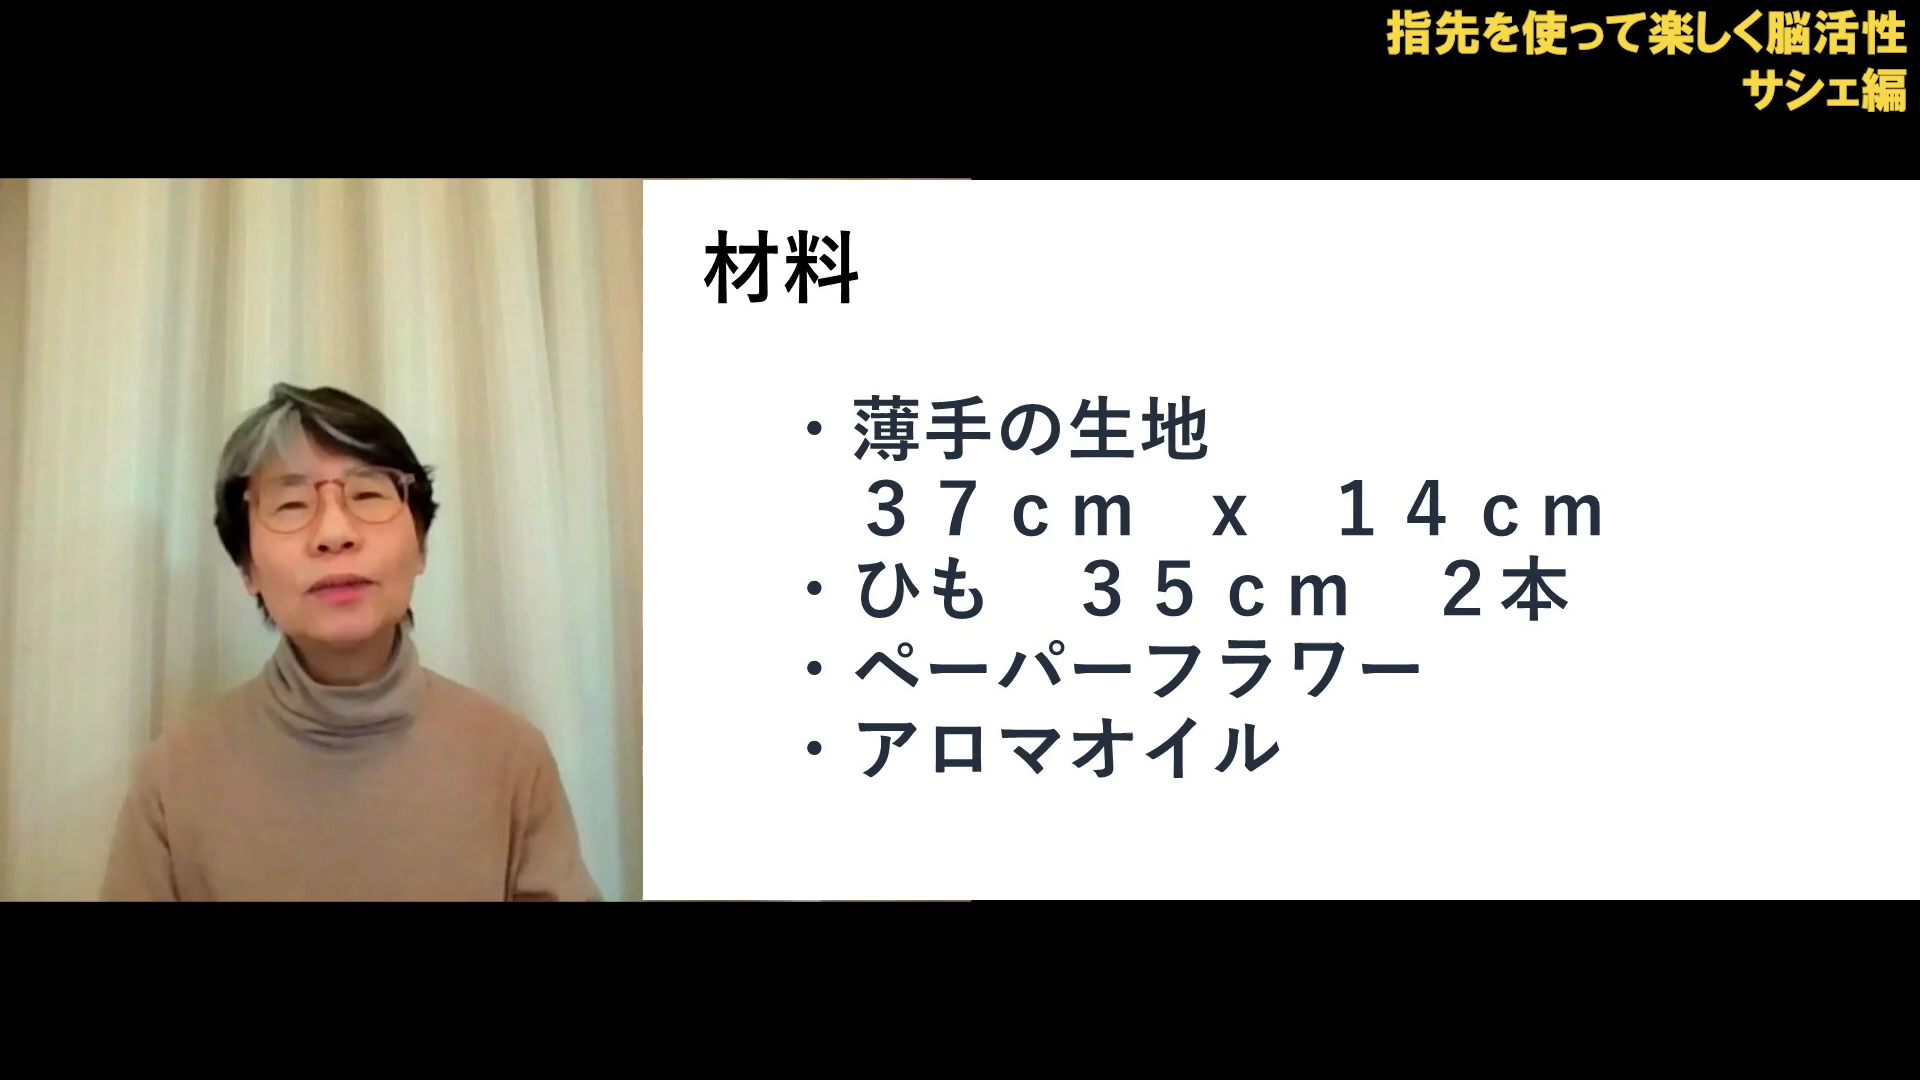 指先を使って楽しく脳活性
サシェ編
材料
・薄手の生地
３７ｃｍ　ｘ　１４ｃｍ
・ひも　３５ｃｍ　２本
・ペーパーフラワー
・アロマオイル